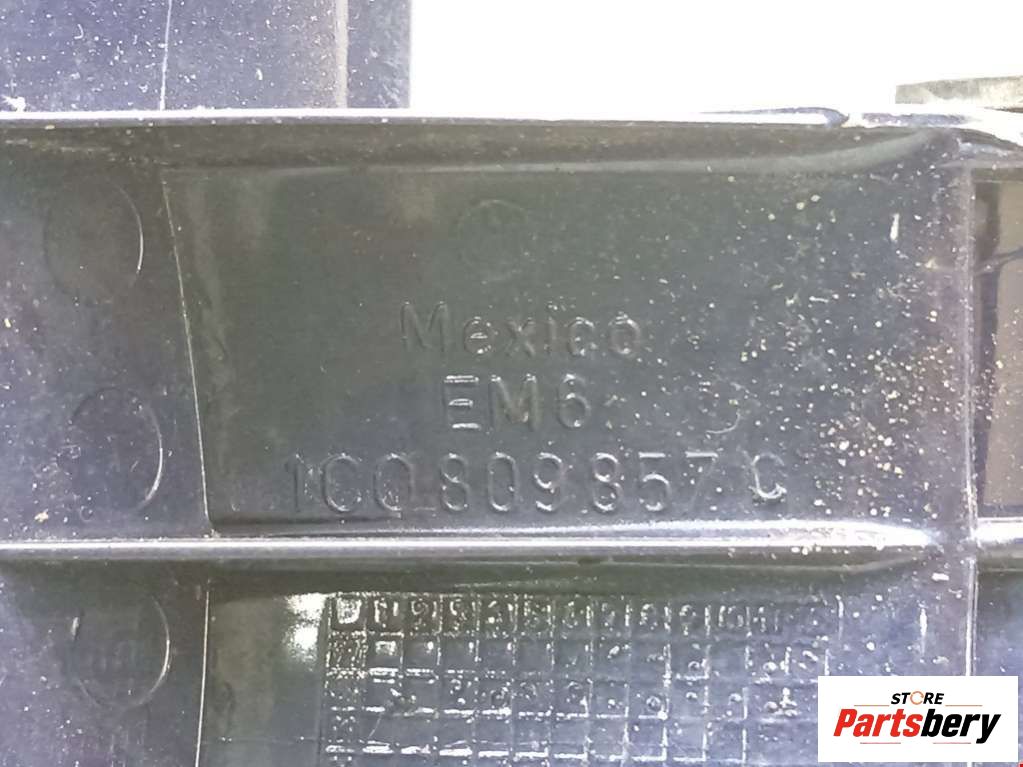 Mexico
EM6
1C0 809 857 C
STORE
Partsbery